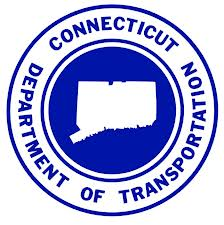 CONNECTICUT
DEPARTMENT OF TRANSPORTATION